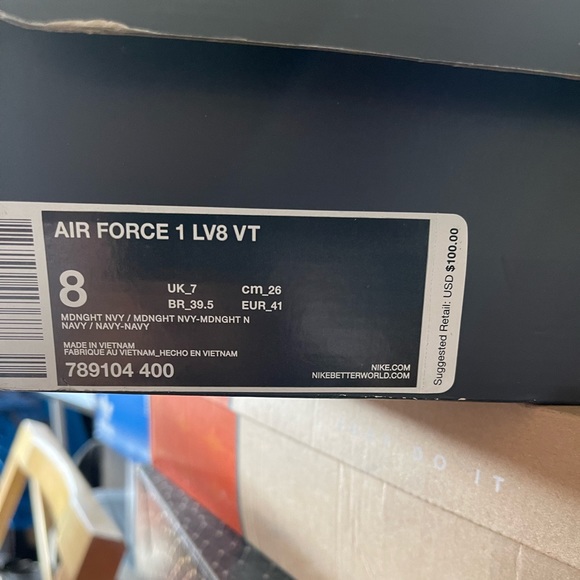 AIR FORCE 1 LV8 VT
8
UK_7 cm_26
BR_39.5 EUR_41
MDNGHT NVY / MDNGHT NVY-MDNGHT N
NAVY / NAVY-NAVY
MADE IN VIETNAM
FABRIQUE AU VIETNAM_HECHO EN VIETNAM
789104 400
NIKE.COM
NIKEBETTERWORLD.COM
Suggested Retail: USD $100.00
DO IT